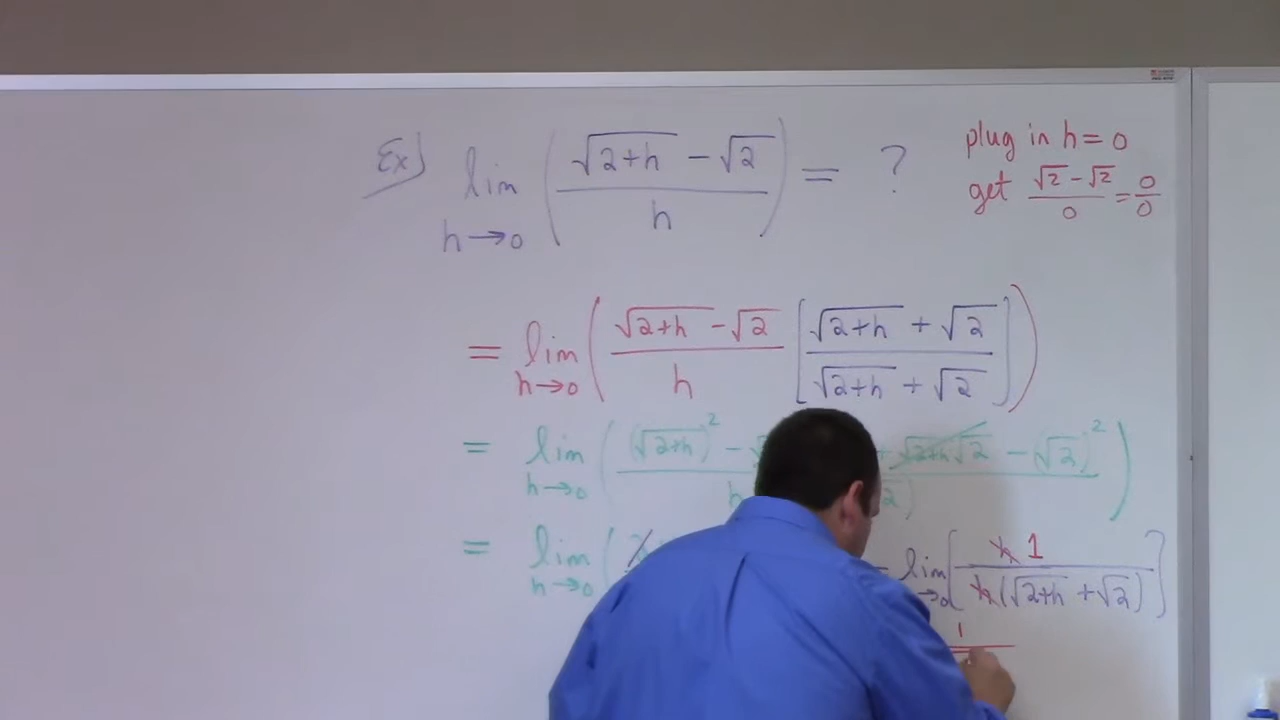 Ex) lim h→0 ( (√(2+h) − √2) / h ) = ?
plug in h = 0
get (√2 − √2) / 0 = 0/0
= lim h→0 ( (√(2+h) − √2) / h [ (√(2+h) + √2) / (√(2+h) + √2) ] )
= lim h→0 ( (√(2+h))² − + √(2+h)√2 − (√2)² / h 2) )
= lim h→0 ( 2
= lim →0 [ h 1 / h(√(2+h) + √2) ]
1